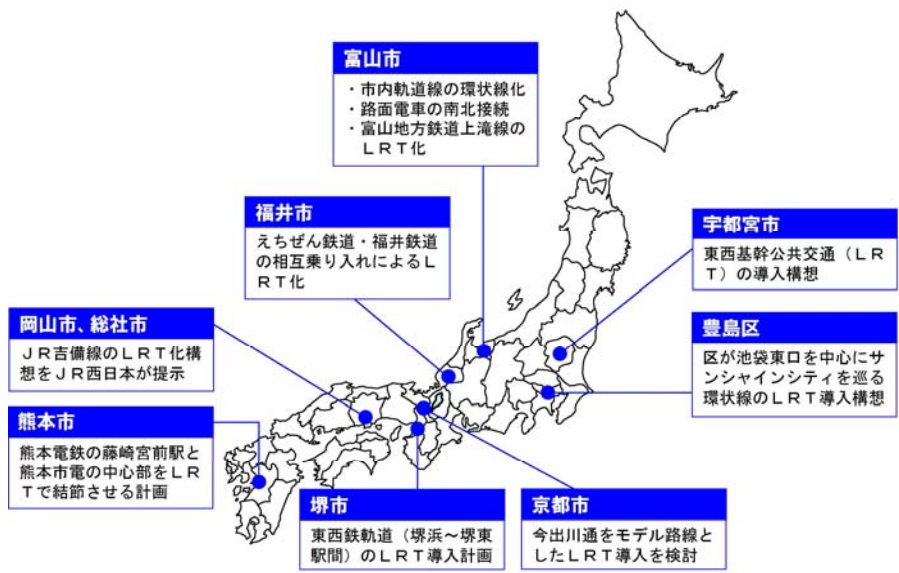 富山市
・市内軌道線の環状線化
・路面電車の南北接続
・富山地方鉄道上滝線の
ＬＲＴ化
福井市
えちぜん鉄道・福井鉄道
の相互乗り入れによるＬ
ＲＴ化
宇都宮市
東西基幹公共交通（ＬＲ
Ｔ）の導入構想
岡山市、総社市
ＪＲ吉備線のＬＲＴ化構
想をＪＲ西日本が提示
豊島区
区が池袋東口を中心にサ
ンシャインシティを巡る
環状線のＬＲＴ導入構想
熊本市
熊本電鉄の藤崎宮前駅と
熊本市電の中心部をＬＲ
Ｔで結節させる計画
堺市
東西鉄軌道（堺浜～堺東
駅間）のＬＲＴ導入計画
京都市
今出川通をモデル路線と
したＬＲＴ導入を検討